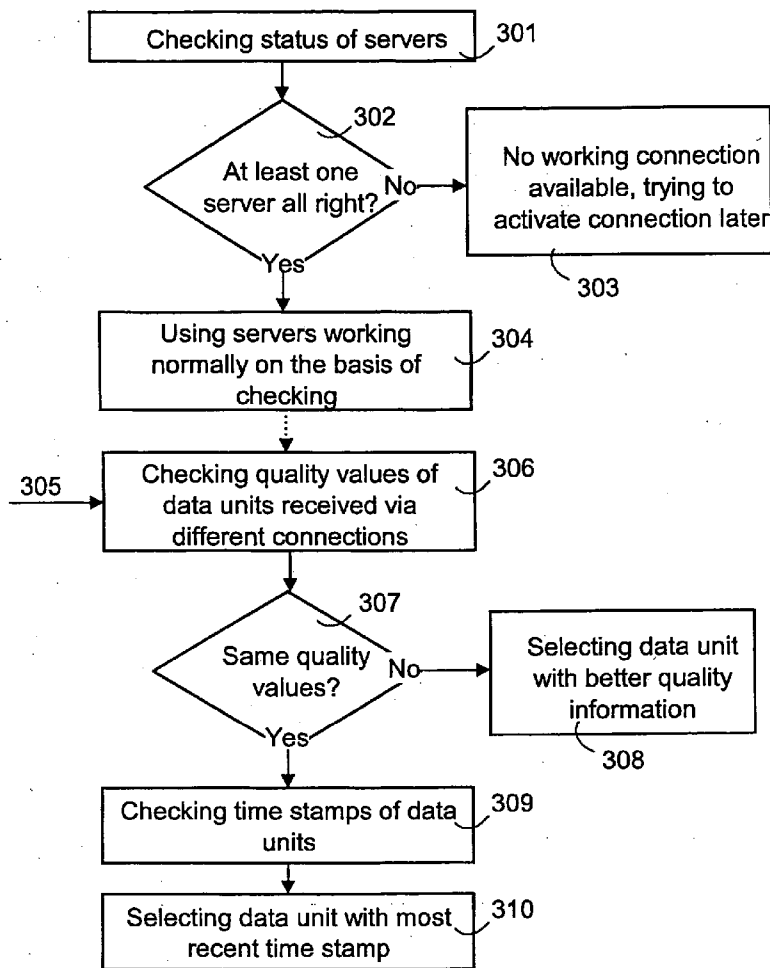 Checking status of servers
301
302
At least one
server all right?
No
No working connection
available, trying to
activate connection later
303
Yes
Using servers working
normally on the basis of
checking
304
305
Checking quality values of
data units received via
different connections
306
307
Same quality
values?
No
Selecting data unit
with better quality
information
308
Yes
Checking time stamps of data
units
309
Selecting data unit with most
recent time stamp
310